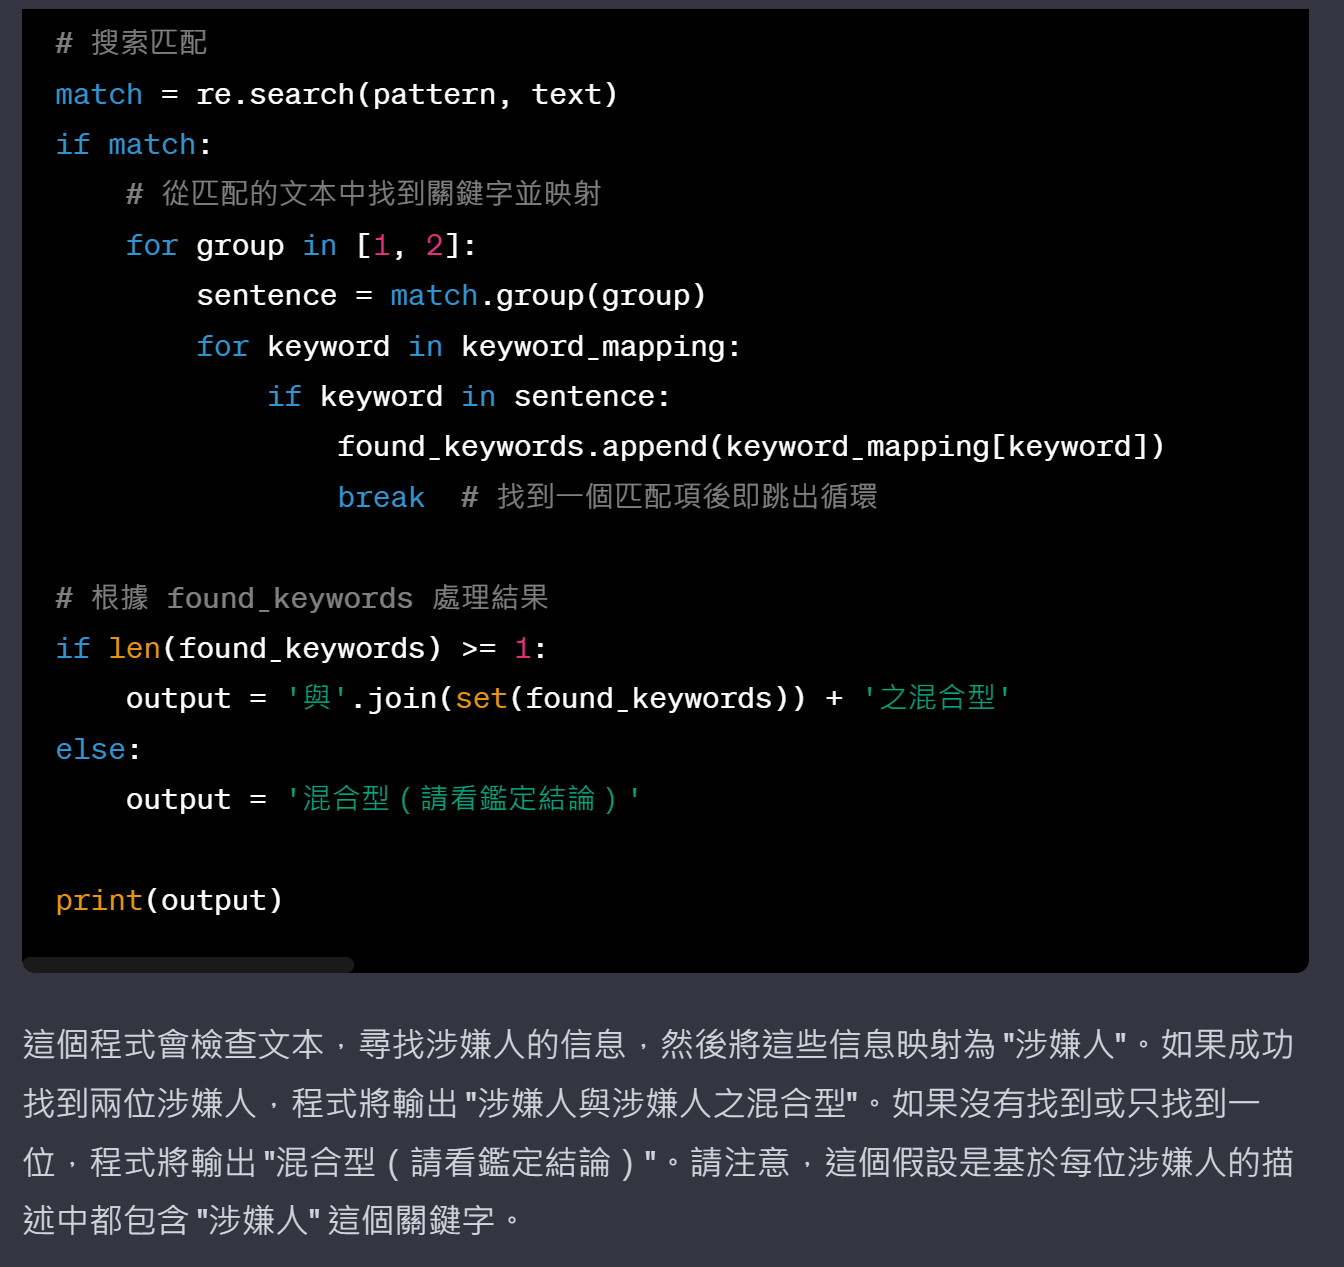 # 搜索匹配
match = re.search(pattern, text)
if match:
    # 從匹配的文本中找到關鍵字並映射
    for group in [1, 2]:
        sentence = match.group(group)
        for keyword in keyword_mapping:
            if keyword in sentence:
                found_keywords.append(keyword_mapping[keyword])
                break  # 找到一個匹配項後即跳出循環
# 根據 found_keywords 處理結果
if len(found_keywords) >= 1:
    output = '與'.join(set(found_keywords)) + '之混合型'
else:
    output = '混合型（請看鑑定結論）'
print(output)
這個程式會檢查文本，尋找涉嫌人的信息，然後將這些信息映射為 "涉嫌人"。如果成功
找到兩位涉嫌人，程式將輸出 "涉嫌人與涉嫌人之混合型"。如果沒有找到或只找到一
位，程式將輸出 "混合型（請看鑑定結論）"。請注意，這個假設是基於每位涉嫌人的描
述中都包含 "涉嫌人" 這個關鍵字。